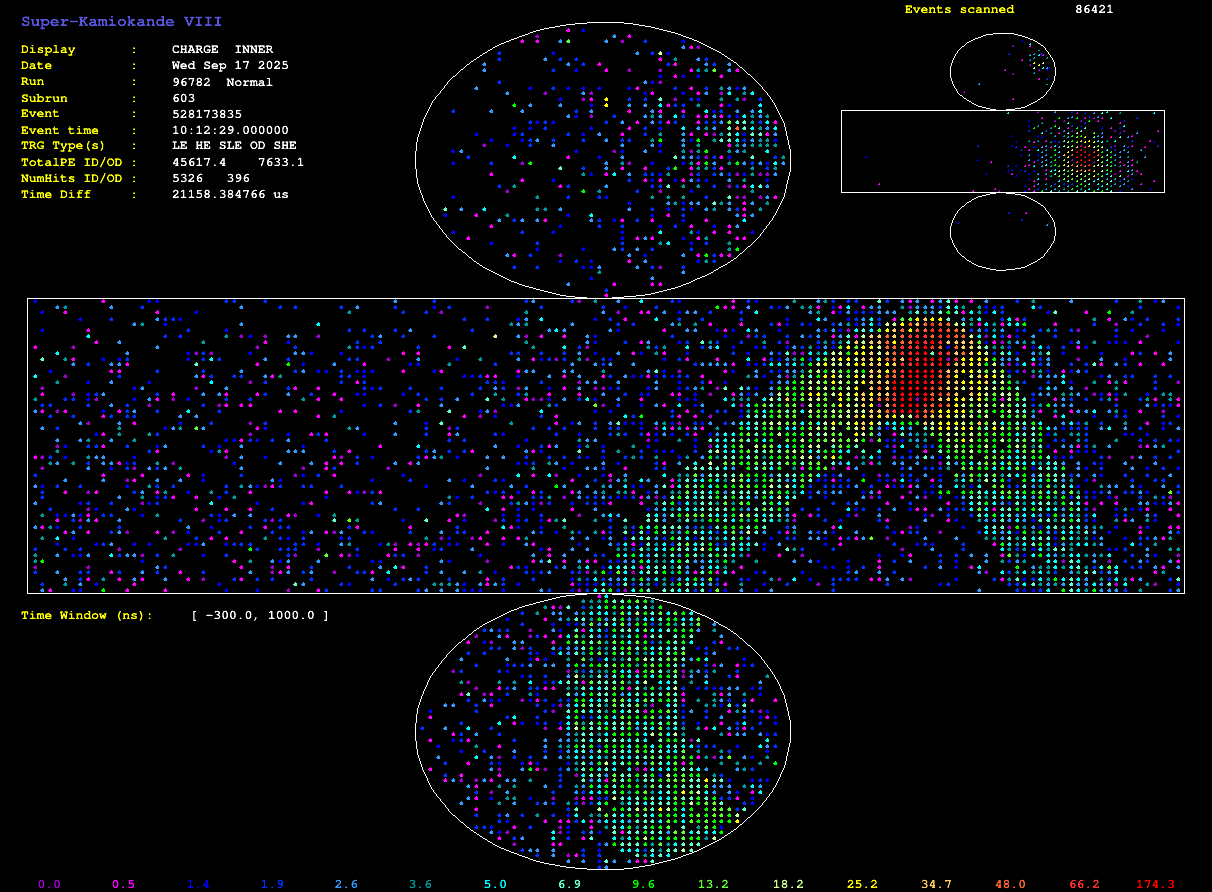 Super-Kamiokande VIII
Events scanned 86421
Display : CHARGE INNER
Date : Wed Sep 17 2025
Run : 96782 Normal
Subrun : 603
Event : 528173835
Event time : 10:12:29.000000
TRG Type(s) : LE HE SLE OD SHE
TotalPE ID/OD : 45617.4 7633.1
NumHits ID/OD : 5326 396
Time Diff : 21158.384766 us
Time Window (ns): [ -300.0, 1000.0 ]
0.0 0.5 1.4 1.9 2.6 3.6 5.0 6.9 9.6 13.2 18.2 25.2 34.7 48.0 66.2 174.3